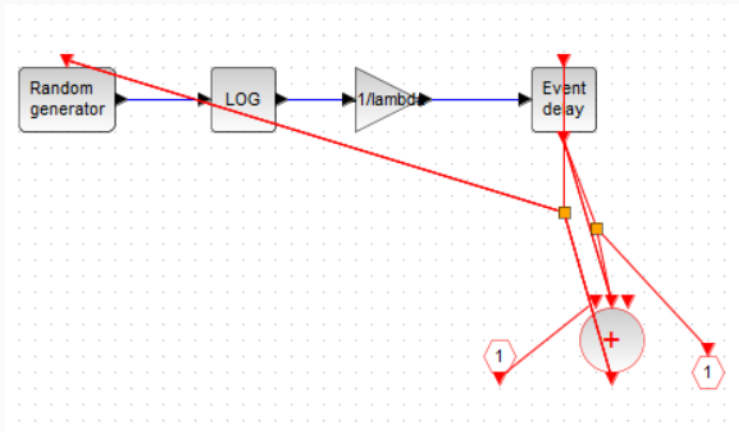 Random
generator
LOG
1/lambda
Event
delay
+
1
1